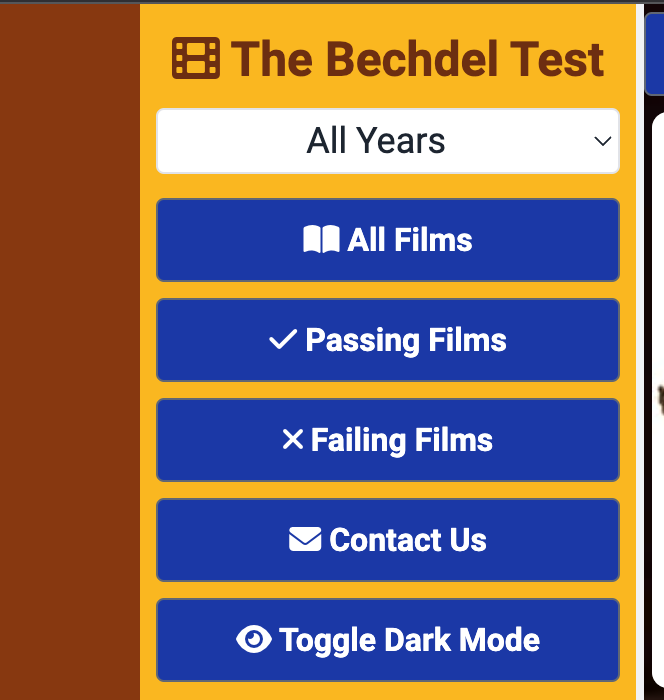 The Bechdel Test
All Years
All Films
Passing Films
Failing Films
Contact Us
Toggle Dark Mode